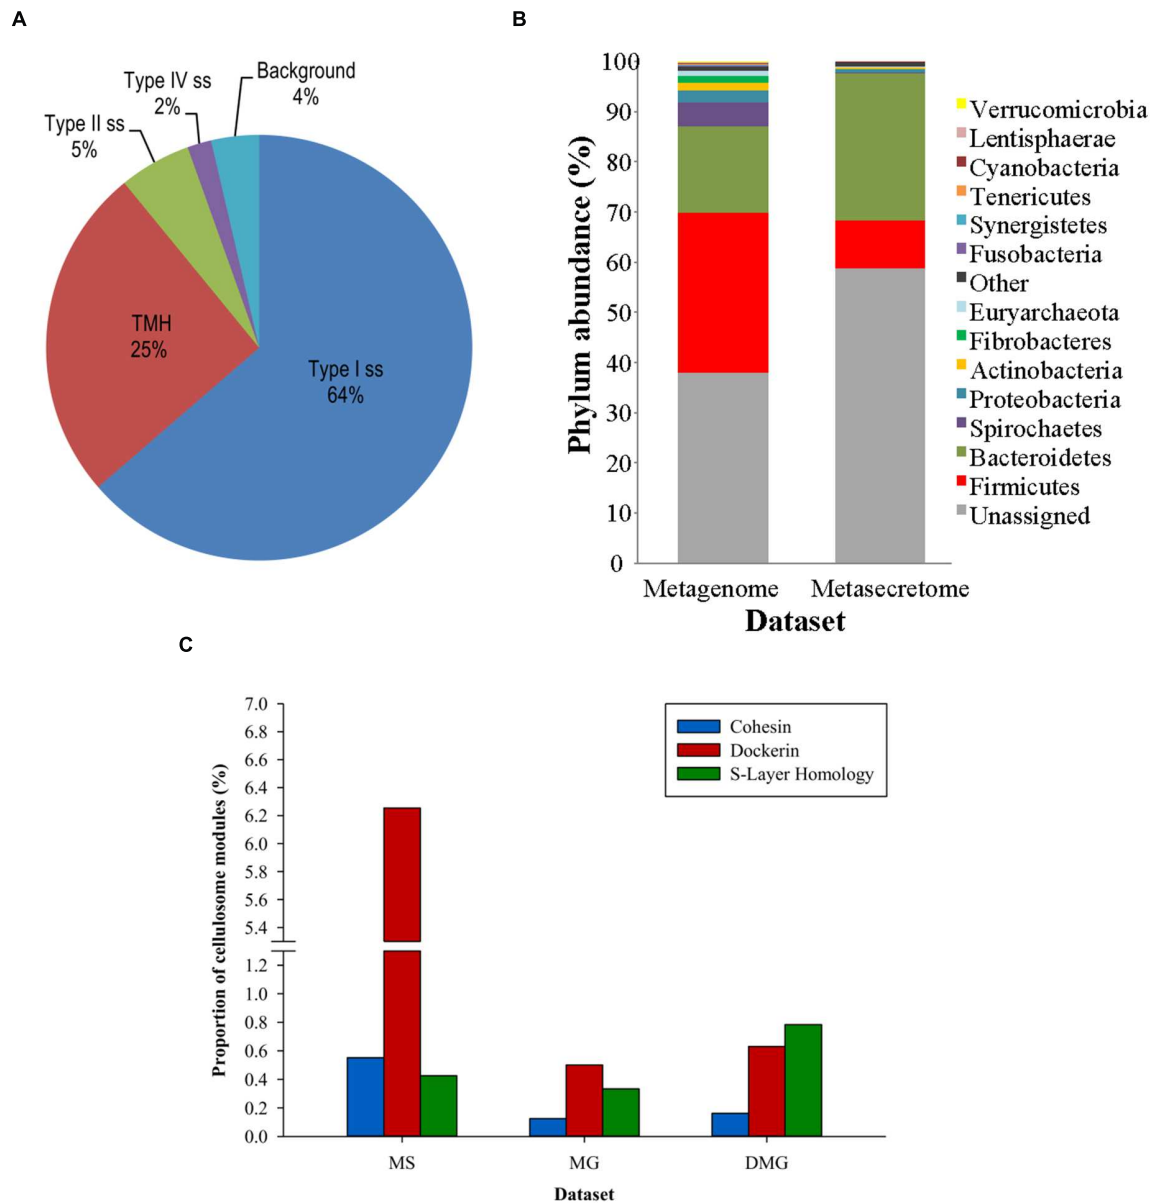 A
Type I ss
64%
TMH
25%
Type II ss
5%
Type IV ss
2%
Background
4%
B
Phylum abundance (%)
100
90
80
70
60
50
40
30
20
10
0
Metagenome
Metasecretome
Dataset
Verrucomicrobia
Lentisphaerae
Cyanobacteria
Tenericutes
Synergistetes
Fusobacteria
Other
Euryarchaeota
Fibrobacteres
Actinobacteria
Proteobacteria
Spirochaetes
Bacteroidetes
Firmicutes
Unassigned
C
Proportion of cellulosome modules (%)
7.0
6.8
6.6
6.4
6.2
6.0
5.8
5.6
5.4
1.2
1.0
0.8
0.6
0.4
0.2
0.0
Cohesin
Dockerin
S-Layer Homology
MS
MG
DMG
Dataset